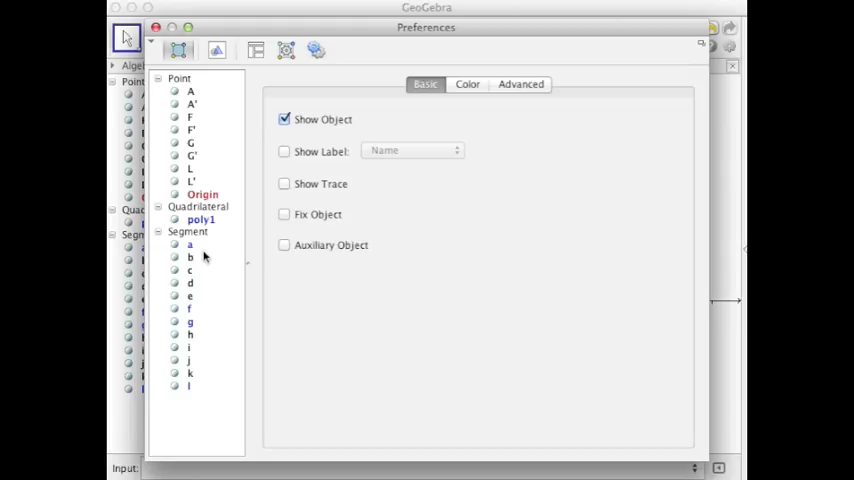 GeoGebra
Preferences
Basic
Color
Advanced
Point
A
A'
F
F'
G
G'
L
L'
Origin
Quadrilateral
poly1
Segment
a
b
c
d
e
f
g
h
i
j
k
l
Show Object
Show Label:
Name
Show Trace
Fix Object
Auxiliary Object
Input: